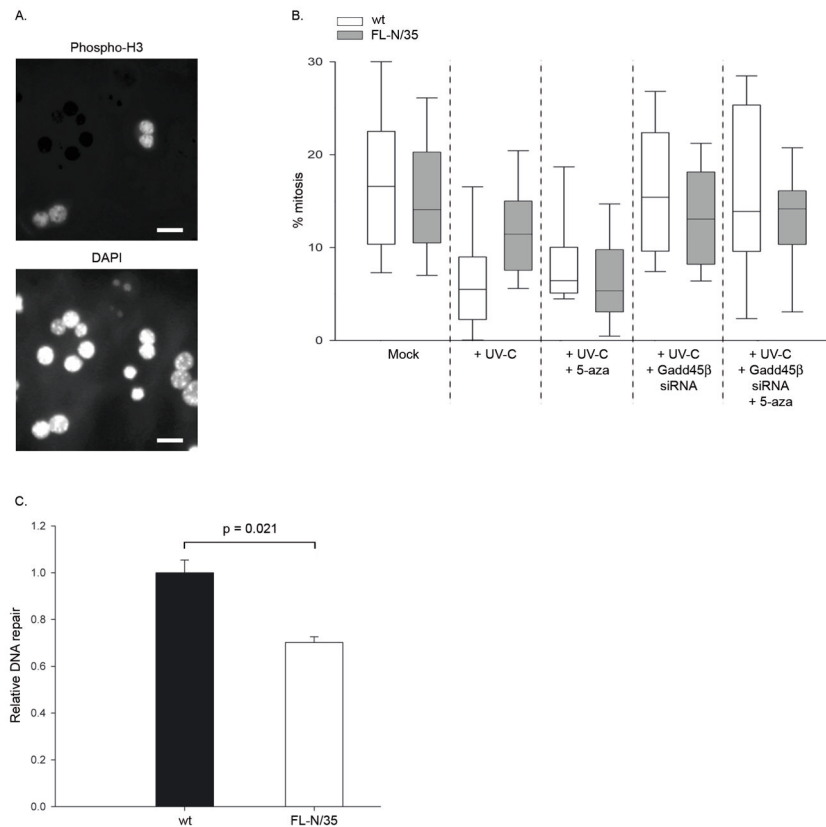 A.
Phospho-H3
DAPI
B.
wt
FL-N/35
30
20
10
0
% mitosis
Mock
+ UV-C
+ UV-C
+ 5-aza
+ UV-C
+ Gadd45β
siRNA
+ UV-C
+ Gadd45β
siRNA
+ 5-aza
C.
p = 0.021
1.2
1.0
0.8
0.6
0.4
0.2
0.0
Relative DNA repair
wt
FL-N/35